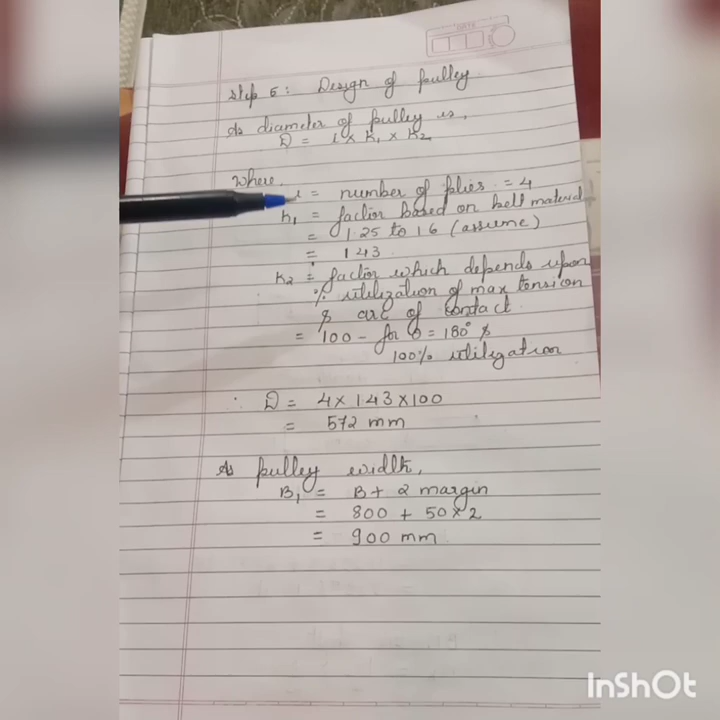 DATE
Step 5: Design of pulley
As diameter of pulley is,
D = i × K₁ × K₂
Where,
i = number of plies = 4
K₁ = factor based on belt material
= 1.25 to 1.6 (assume)
= 1.43
K₂ = factor which depends upon
% utilization of max tension
& arc of contact
= 100 - for θ = 180° &
100% utilization
∴ D = 4 × 1.43 × 100
= 572 mm
As pulley width,
B₁ = B + 2 margin
= 800 + 50 × 2
= 900 mm
InShOt